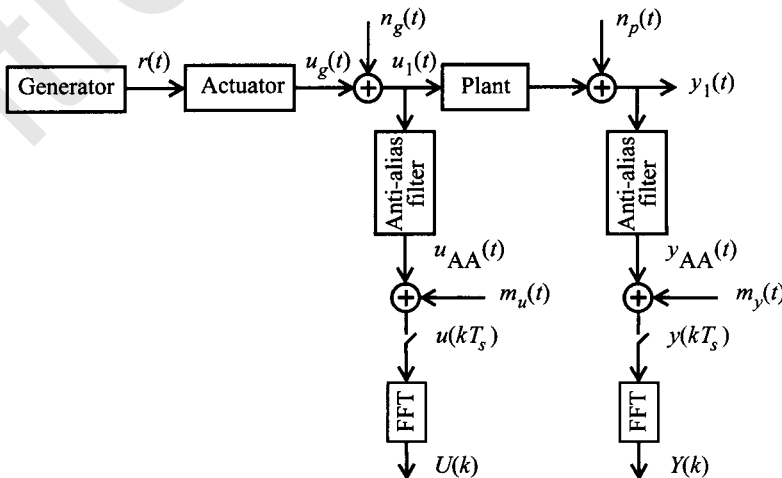 n_g(t)
n_p(t)
Generator
r(t)
Actuator
u_g(t)
u_1(t)
Plant
y_1(t)
Anti-alias
filter
Anti-alias
filter
u_AA(t)
y_AA(t)
m_u(t)
m_y(t)
u(kT_s)
y(kT_s)
FFT
FFT
U(k)
Y(k)